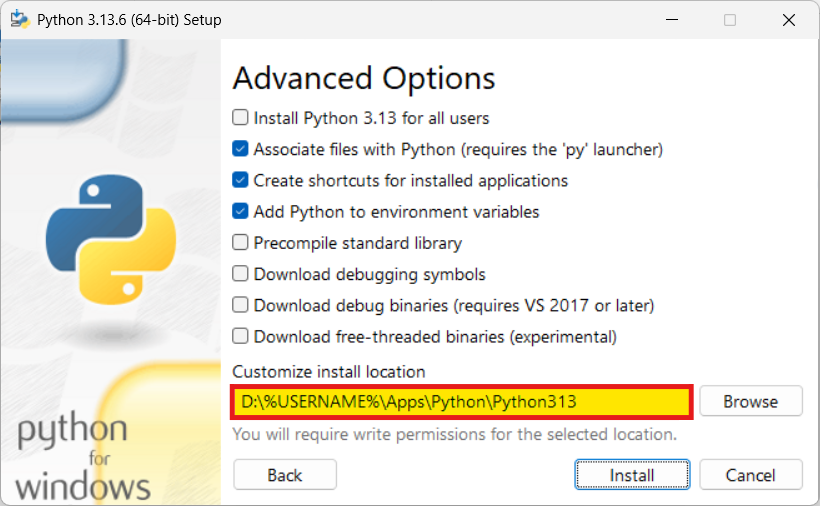 Python 3.13.6 (64-bit) Setup
Advanced Options
Install Python 3.13 for all users
Associate files with Python (requires the 'py' launcher)
Create shortcuts for installed applications
Add Python to environment variables
Precompile standard library
Download debugging symbols
Download debug binaries (requires VS 2017 or later)
Download free-threaded binaries (experimental)
Customize install location
D:\%USERNAME%\Apps\Python\Python313
Browse
You will require write permissions for the selected location.
python
for
windows
Back
Install
Cancel